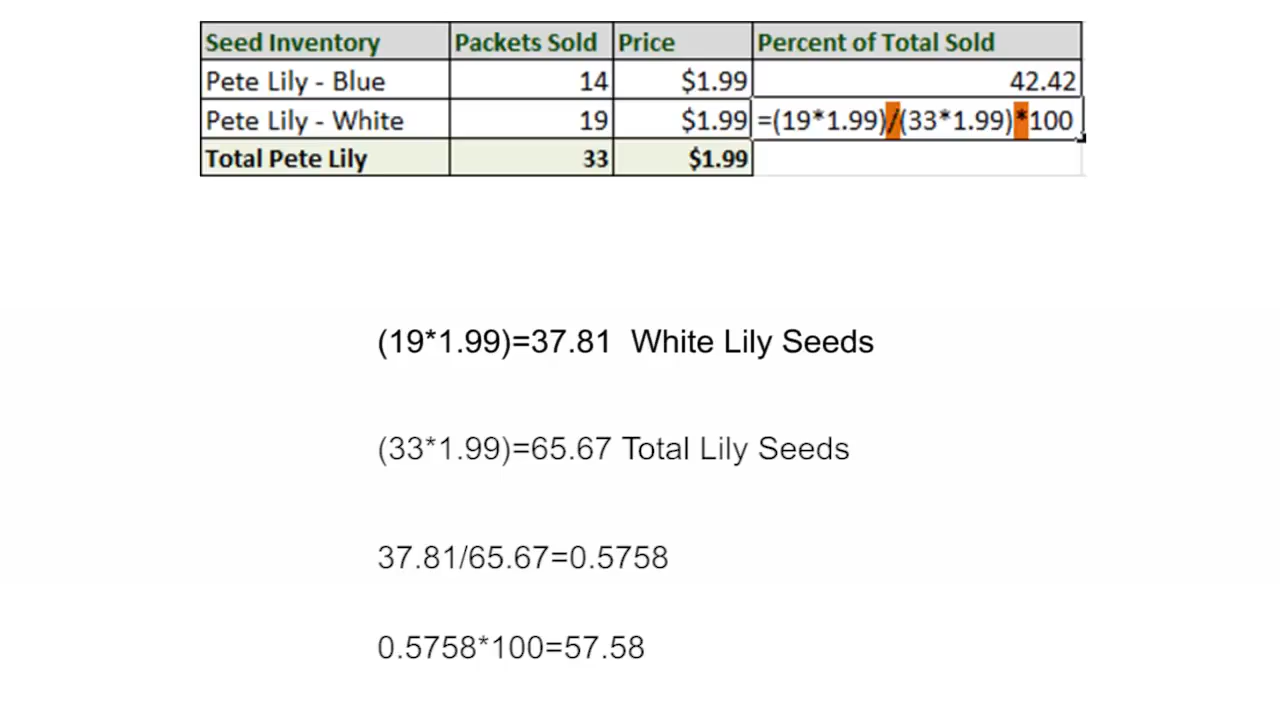 Seed Inventory Packets Sold Price Percent of Total Sold
Pete Lily - Blue 14 $1.99 42.42
Pete Lily - White 19 $1.99 =(19*1.99)/(33*1.99)*100
Total Pete Lily 33 $1.99
(19*1.99)=37.81 White Lily Seeds
(33*1.99)=65.67 Total Lily Seeds
37.81/65.67=0.5758
0.5758*100=57.58